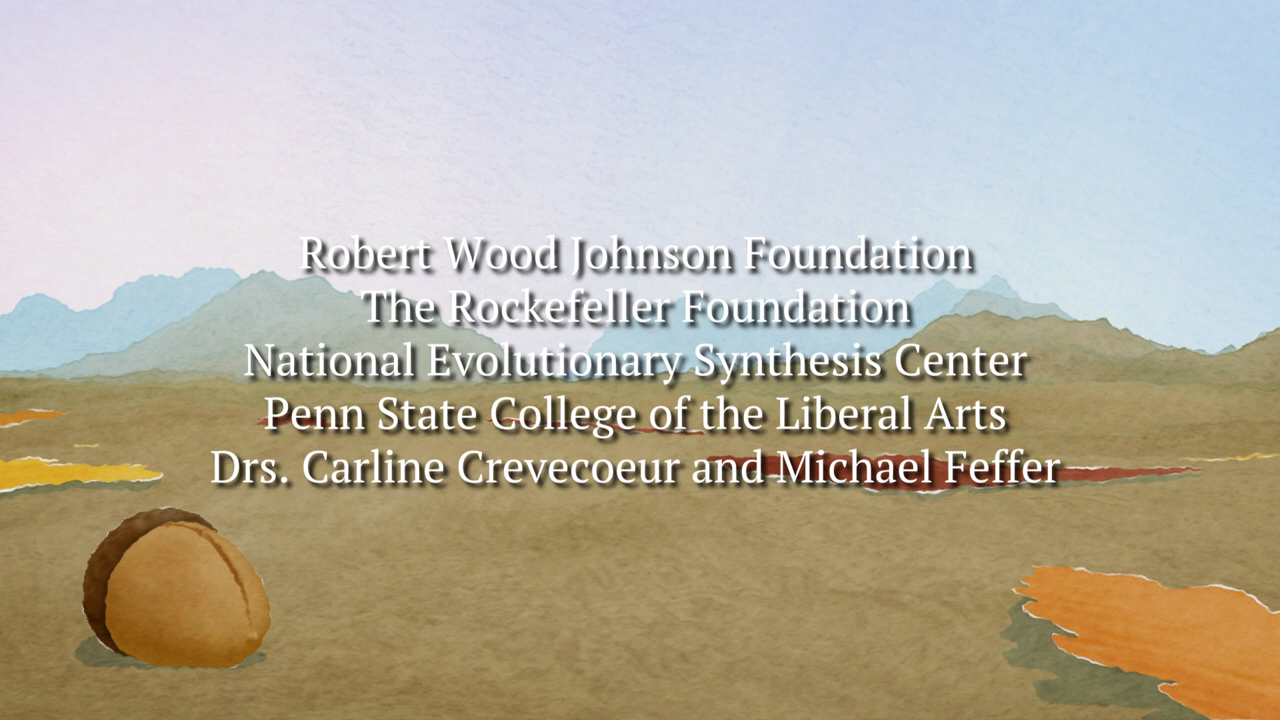 Robert Wood Johnson Foundation
The Rockefeller Foundation
National Evolutionary Synthesis Center
Penn State College of the Liberal Arts
Drs. Carline Crevecoeur and Michael Feffer